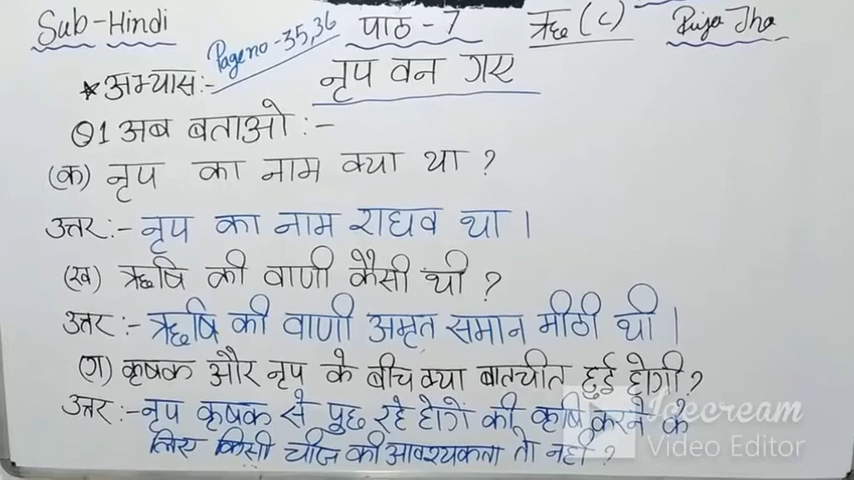 Sub-Hindi Page no-35,36 पाठ-7 ऋ(c) Puja Jha
*अभ्यास:- नृप वन गए
Q1 अब बताओ:-
(क) नृप का नाम क्या था?
उत्तर:- नृप का नाम राघव था।
(ख) ऋषि की वाणी कैसी थी?
उत्तर:- ऋषि की वाणी अमृत समान मीठी थी।
(ग) कृषक और नृप के बीच क्या बातचीत हुई होगी?
उत्तर:- नृप कृषक से पुछ रहे होगें की कृषि करने के
लिए किसी चीज की आवश्यकता तो नही?
Icecream
Video Editor